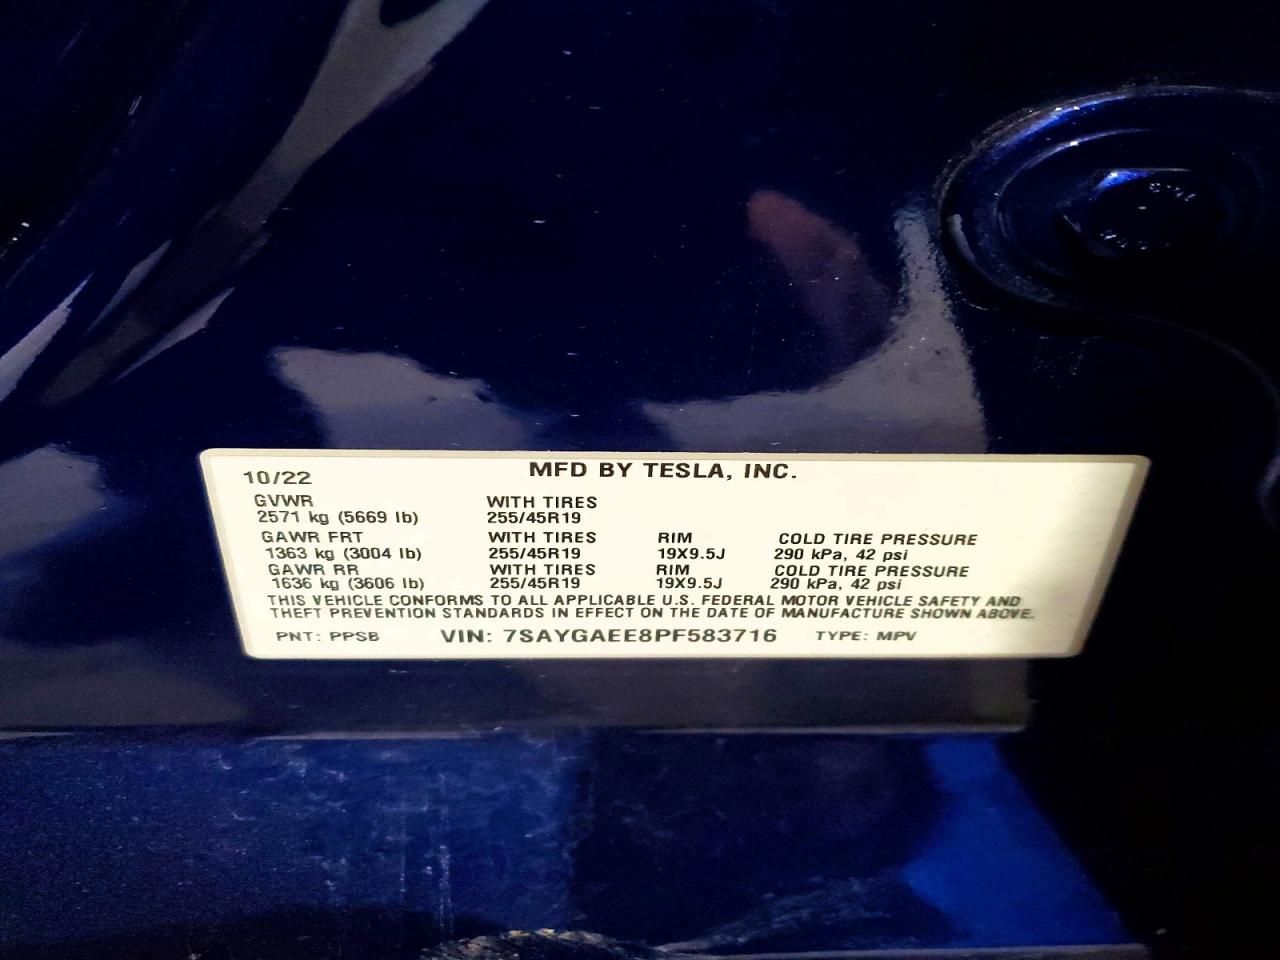 MFD BY TESLA, INC.
10/22
GVWR WITH TIRES
2571 kg (5669 lb) 255/45R19
GAWR FRT WITH TIRES RIM COLD TIRE PRESSURE
1363 kg (3004 lb) 255/45R19 19X9.5J 290 kPa, 42 psi
GAWR RR WITH TIRES RIM COLD TIRE PRESSURE
1636 kg (3606 lb) 255/45R19 19X9.5J 290 kPa, 42 psi
THIS VEHICLE CONFORMS TO ALL APPLICABLE U.S. FEDERAL MOTOR VEHICLE SAFETY AND
THEFT PREVENTION STANDARDS IN EFFECT ON THE DATE OF MANUFACTURE SHOWN ABOVE.
PNT: PPSB VIN: 7SAYGAEE8PF583716 TYPE: MPV